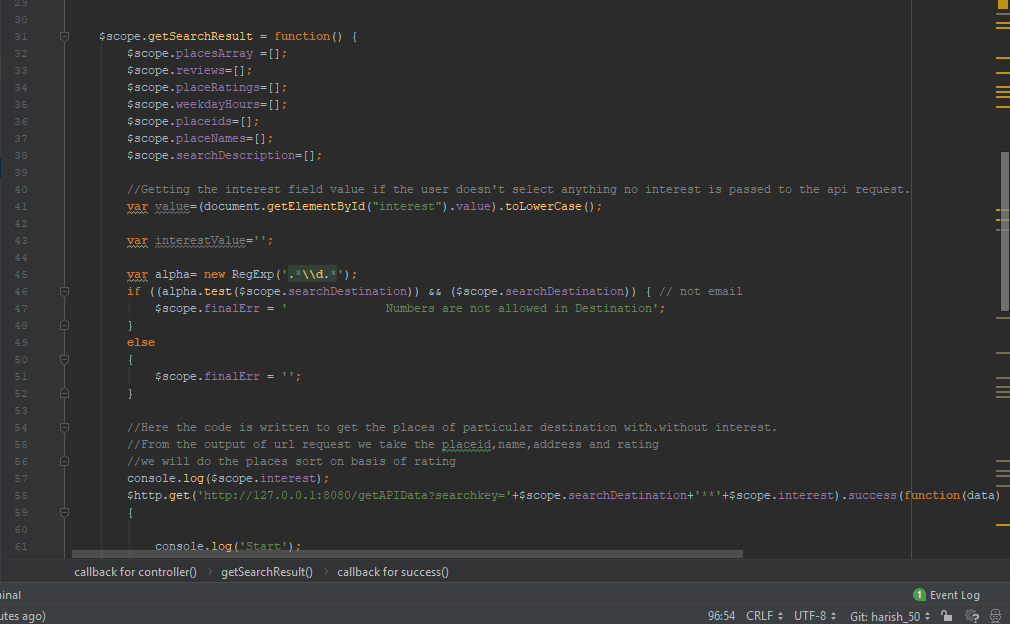 29
30
31 $scope.getSearchResult = function() {
32 $scope.placesArray =[];
33 $scope.reviews=[];
34 $scope.placeRatings=[];
35 $scope.weekdayHours=[];
36 $scope.placeids=[];
37 $scope.placeNames=[];
38 $scope.searchDescription=[];
39
40 //Getting the interest field value if the user doesn't select anything no interest is passed to the api request.
41 var value=(document.getElementById("interest").value).toLowerCase();
42
43 var interestValue='';
44
45 var alpha= new RegExp('.*\\d.*');
46 if ((alpha.test($scope.searchDestination)) && ($scope.searchDestination)) { // not email
47 $scope.finalErr = '              Numbers are not allowed in Destination';
48 }
49 else
50 {
51 $scope.finalErr = '';
52 }
53
54 //Here the code is written to get the places of particular destination with.without interest.
55 //From the output of url request we take the placeid,name,address and rating
56 //we will do the places sort on basis of rating
57 console.log($scope.interest);
58 $http.get('http://127.0.0.1:8080/getAPIData?searchkey='+$scope.searchDestination+'**'+$scope.interest).success(function(data)
59 {
60
61 console.log('Start');
callback for controller() › getSearchResult() › callback for success()
inal 1 Event Log
utes ago) 96:54 CRLF UTF-8 Git: harish_50